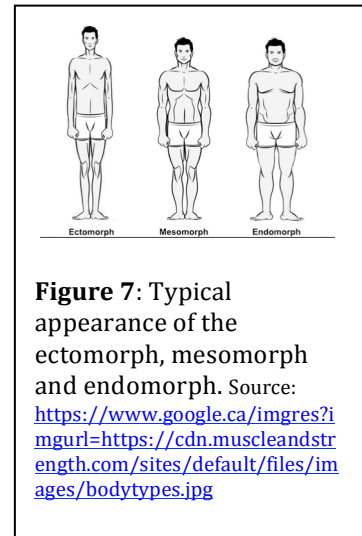 Ectomorph Mesomorph Endomorph
Figure 7: Typical
appearance of the
ectomorph, mesomorph
and endomorph. Source:
https://www.google.ca/imgres?i
mgurl=https://cdn.muscleandstr
ength.com/sites/default/files/im
ages/bodytypes.jpg